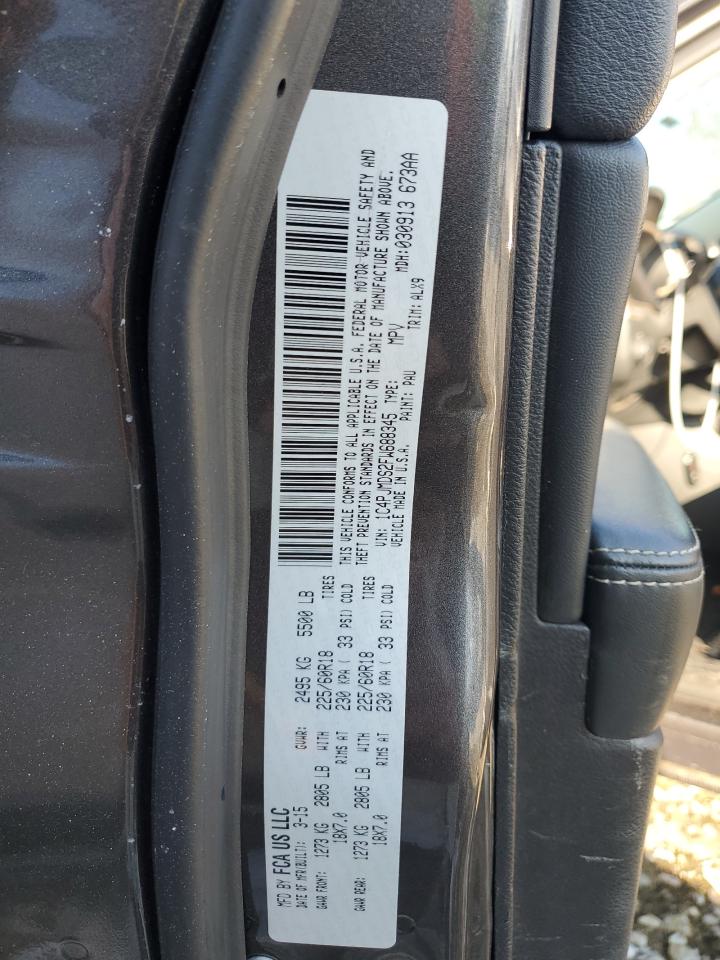 MFD BY FCA US LLC
DATE OF MFR(BUILT): 3-15 GVWR: 2495 KG 5500 LB
GAWR FRONT: 1273 KG 2805 LB WITH 225/60R18 TIRES
18X7.0 RIMS AT 230 KPA ( 33 PSI) COLD
GAWR REAR: 1273 KG 2805 LB WITH 225/60R18 TIRES
18X7.0 RIMS AT 230 KPA ( 33 PSI) COLD
THIS VEHICLE CONFORMS TO ALL APPLICABLE U.S.A. FEDERAL MOTOR VEHICLE SAFETY AND
THEFT PREVENTION STANDARDS IN EFFECT ON THE DATE OF MANUFACTURE SHOWN ABOVE.
VIN: 1C4PJMDS2FW688345 TYPE: MPV MDH:030913 673AA
VEHICLE MADE IN U.S.A. PAINT: PAU TRIM: ALX9